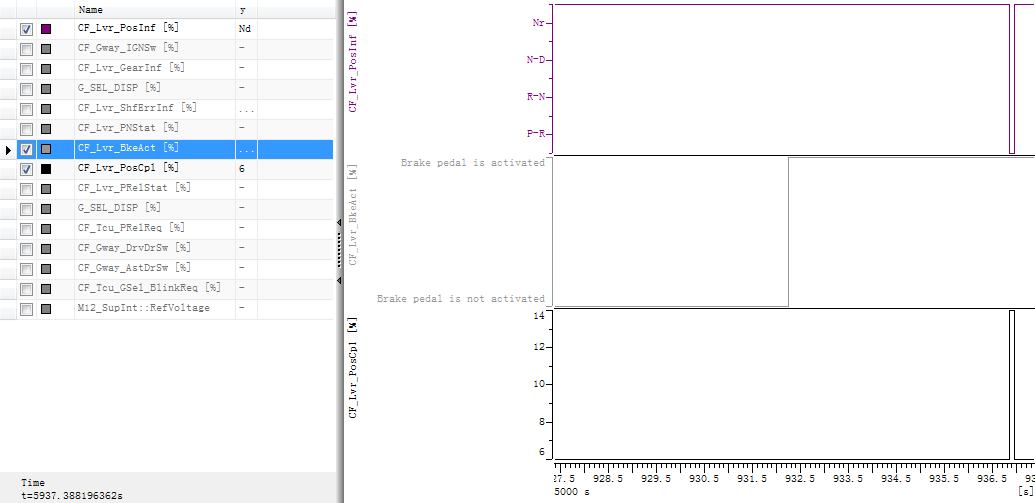 Name y
CF_Lvr_PosInf [%] Nd
CF_Gway_IGNSw [%] -
CF_Lvr_GearInf [%] -
G_SEL_DISP [%] -
CF_Lvr_ShfErrInf [%] ...
CF_Lvr_PNStat [%] -
CF_Lvr_BkeAct [%] ...
CF_Lvr_PosCpl [%] 6
CF_Lvr_PRelStat [%] -
G_SEL_DISP [%] -
CF_Tcu_PRelReq [%] -
CF_Gway_DrvDrSw [%] -
CF_Gway_AstDrSw [%] -
CF_Tcu_GSel_BlinkReq [%] -
M12_SupInt::RefVoltage -
Time
t=5937.388196362s
CF_Lvr_PosInf [%]
Nr
N-D
R-N
P-R
CF_Lvr_BkeAct [%]
Brake pedal is activated
Brake pedal is not activated
CF_Lvr_PosCpl [%]
14
12
10
8
6
27.5 928.5 929.5 930.5 931.5 932.5 933.5 934.5 935.5 936.5 93
5000 s [s]